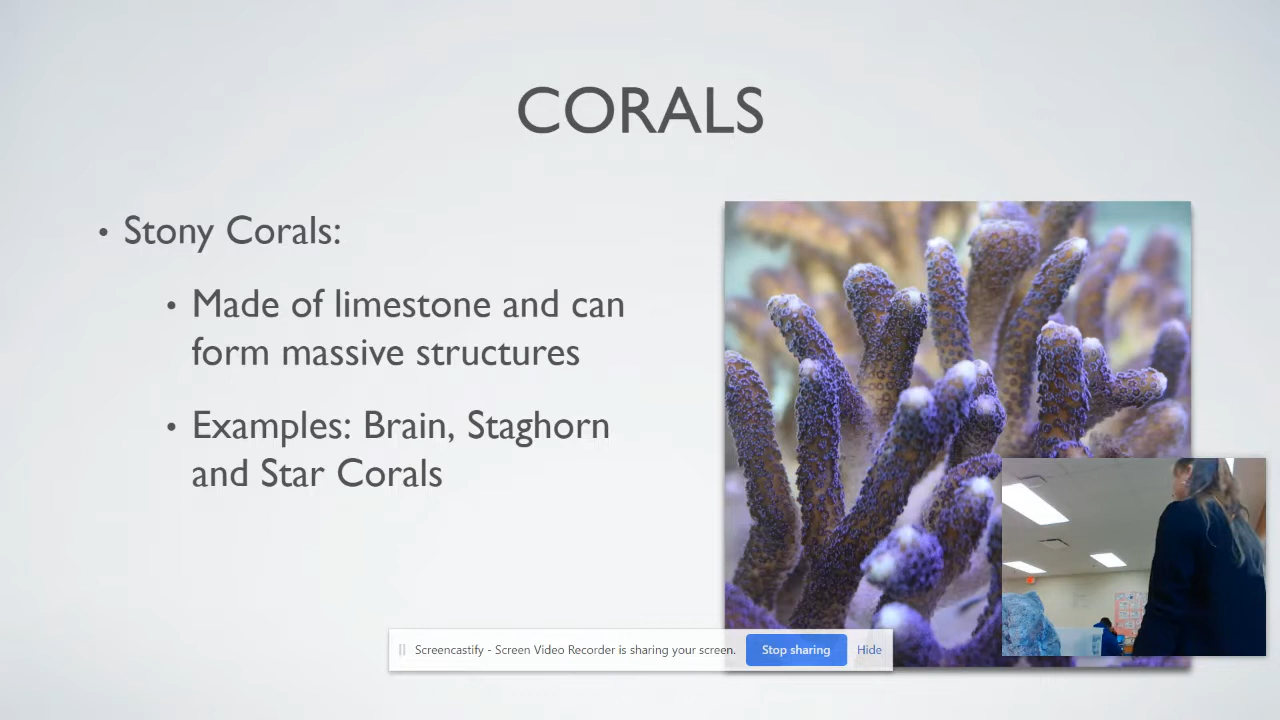 CORALS
• Stony Corals:
• Made of limestone and can
form massive structures
• Examples: Brain, Staghorn
and Star Corals
Screencastify - Screen Video Recorder is sharing your screen. Stop sharing Hide